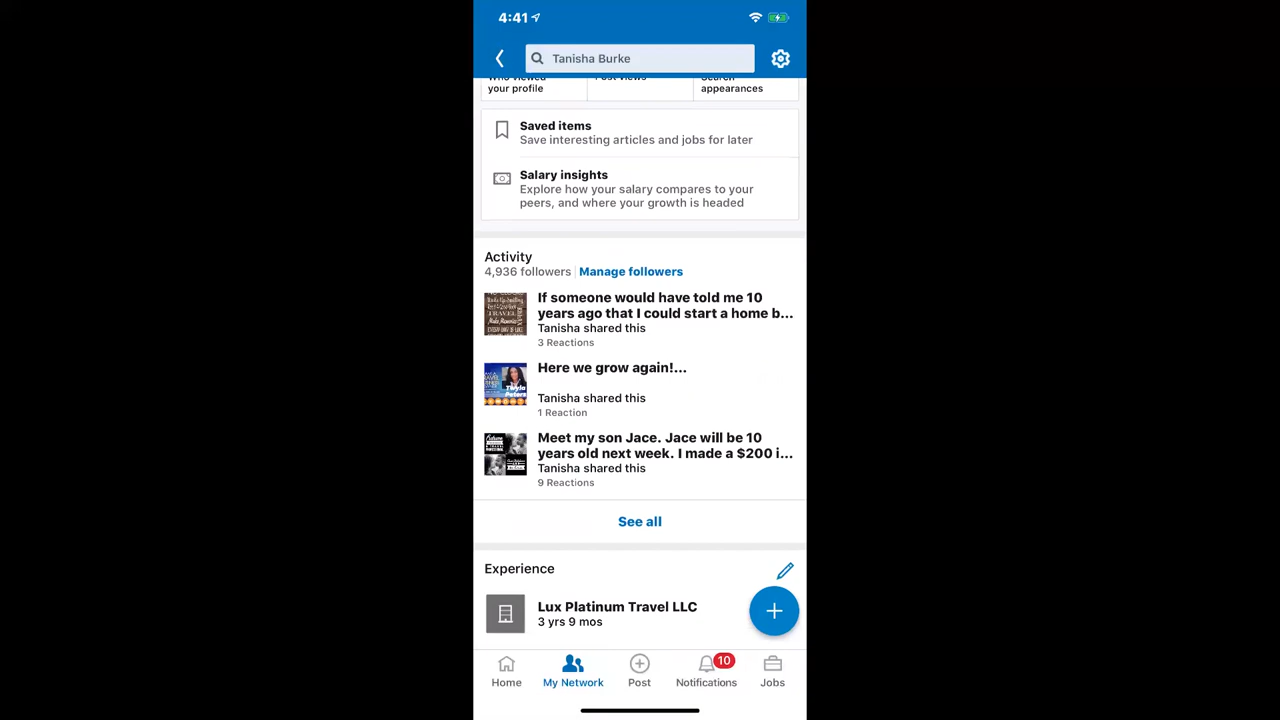 4:41
Tanisha Burke
Who viewed
your profile
Post views
Search
appearances
Saved items
Save interesting articles and jobs for later
Salary insights
Explore how your salary compares to your
peers, and where your growth is headed
Activity
4,936 followers Manage followers
If someone would have told me 10
years ago that I could start a home b...
Tanisha shared this
3 Reactions
Here we grow again!...
Tanisha shared this
1 Reaction
Meet my son Jace. Jace will be 10
years old next week. I made a $200 i...
Tanisha shared this
9 Reactions
See all
Experience
Lux Platinum Travel LLC
3 yrs 9 mos
10
Home
My Network
Post
Notifications
Jobs